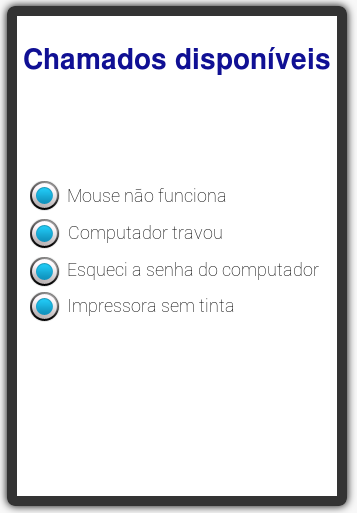 Chamados disponíveis
Mouse não funciona
Computador travou
Esqueci a senha do computador
Impressora sem tinta